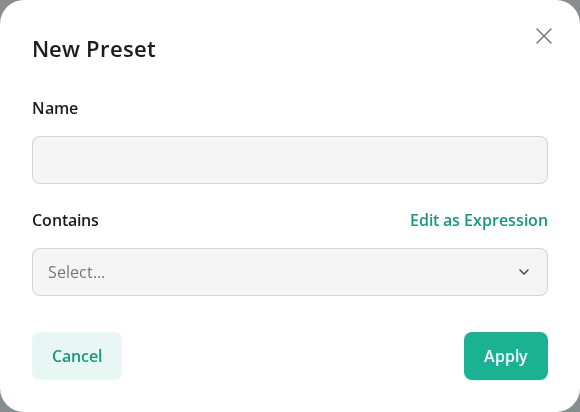 New Preset
Name
Contains
Edit as Expression
Select...
Cancel
Apply